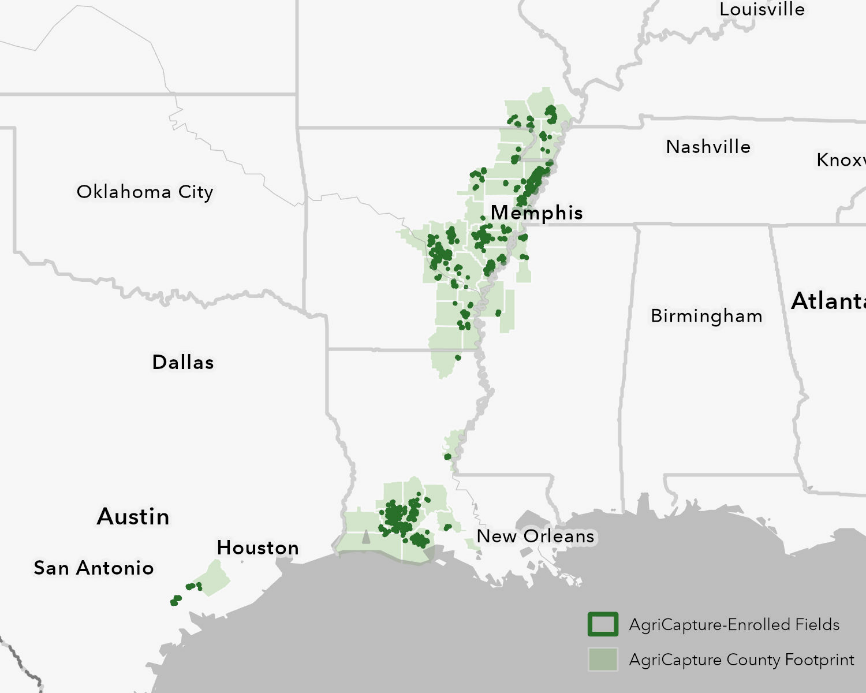 Louisville
Nashville
Knoxv
Oklahoma City
Memphis
Atlanta
Birmingham
Dallas
Austin
New Orleans
Houston
San Antonio
AgriCapture-Enrolled Fields
AgriCapture County Footprint